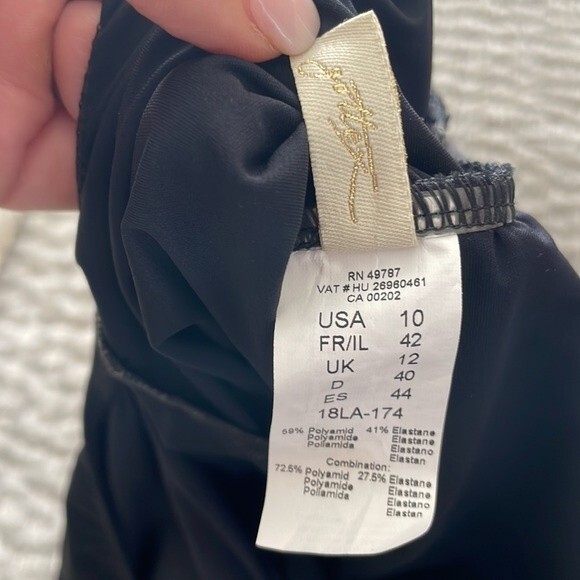 gottex
RN 49787
VAT # HU 26960461
CA 00202
USA 10
FR/IL 42
UK 12
D 40
ES 44
18LA-174
59% Polyamid 41% Elastane
Polyamide Elastane
Poliamida Elastano
Elastan
Combination:
72.5% Polyamid 27.5% Elastane
Polyamide Elastane
Poliamida Elastano
Elastan